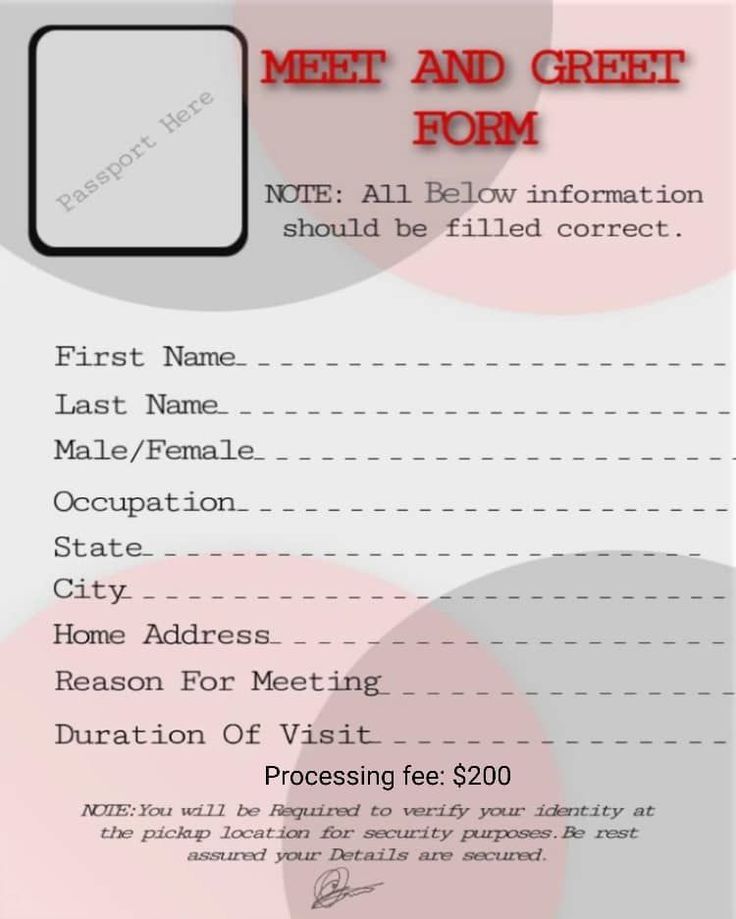 Passport Here
MEET AND GREET
FORM
NOTE: All Below information
should be filled correct.
First Name
Last Name
Male/Female
Occupation
State
City
Home Address
Reason For Meeting
Duration Of Visit
Processing fee: $200
NOTE:You will be Required to verify your identity at
the pickup location for security purposes.Be rest
assured your Details are secured.